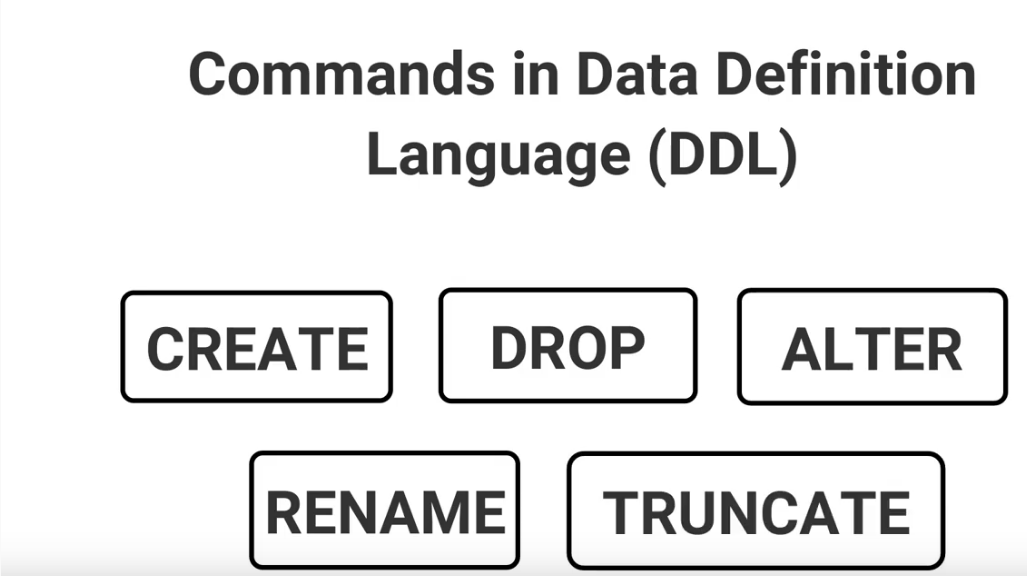 Commands in Data Definition
Language (DDL)
CREATE DROP ALTER
RENAME TRUNCATE